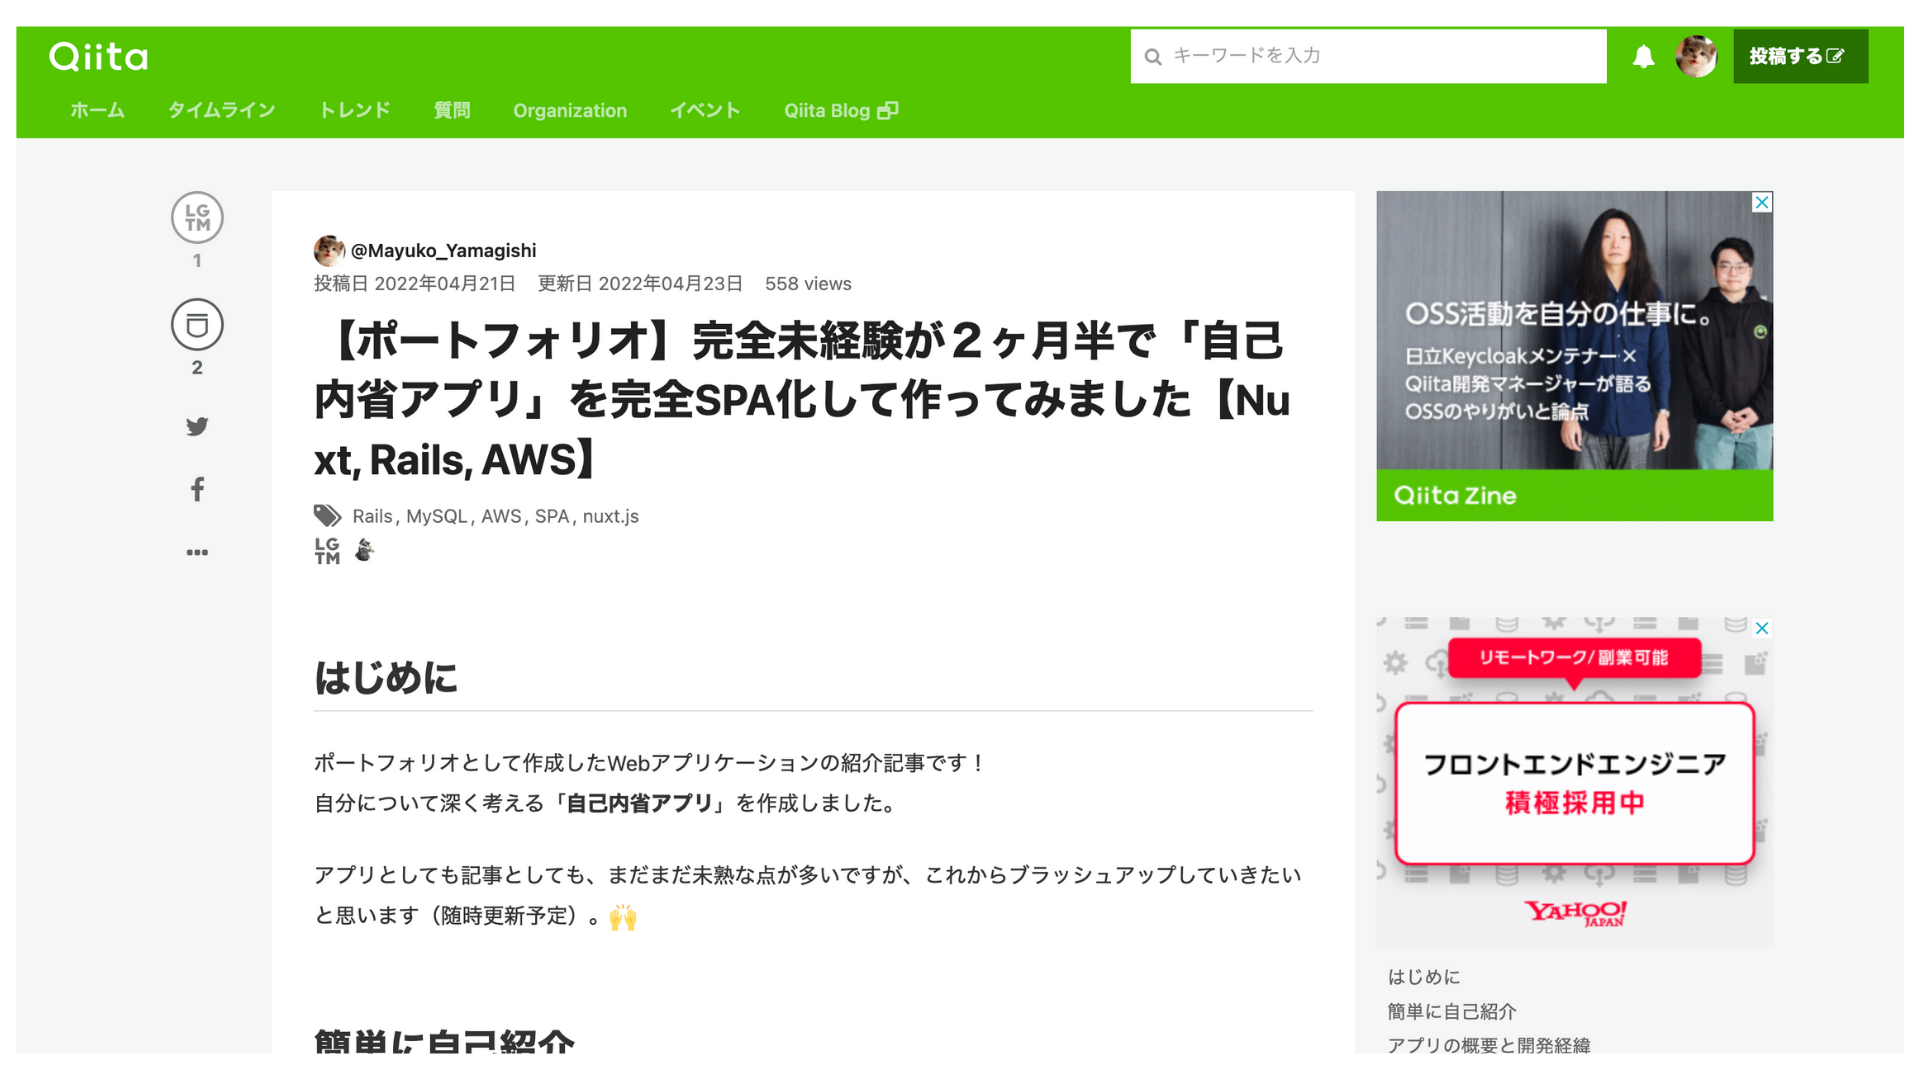 Qiita
キーワードを入力
投稿する
ホーム タイムライン トレンド 質問 Organization イベント Qiita Blog
LGTM
1
2
@Mayuko_Yamagishi
投稿日 2022年04月21日 更新日 2022年04月23日 558 views
【ポートフォリオ】完全未経験が２ヶ月半で「自己
内省アプリ」を完全SPA化して作ってみました【Nu
xt, Rails, AWS】
Rails, MySQL, AWS, SPA, nuxt.js
LGTM
はじめに
ポートフォリオとして作成したWebアプリケーションの紹介記事です！
自分について深く考える「自己内省アプリ」を作成しました。
アプリとしても記事としても、まだまだ未熟な点が多いですが、これからブラッシュアップしていきたい
と思います（随時更新予定）。🙌
簡単に自己紹介
OSS活動を自分の仕事に。
日立Keycloakメンテナー×
Qiita開発マネージャーが語る
OSSのやりがいと論点
Qiita Zine
リモートワーク/副業可能
フロントエンドエンジニア
積極採用中
YAHOO!
JAPAN
はじめに
簡単に自己紹介
アプリの概要と開発経緯